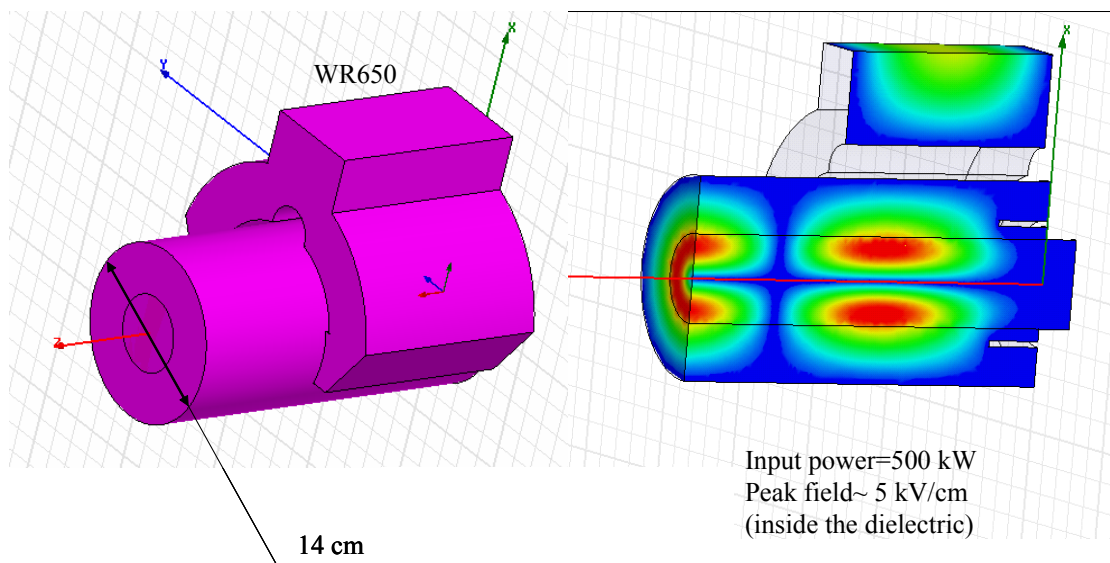 WR650
Y
X
Z
14 cm
X
Input power=500 kW
Peak field~ 5 kV/cm
(inside the dielectric)